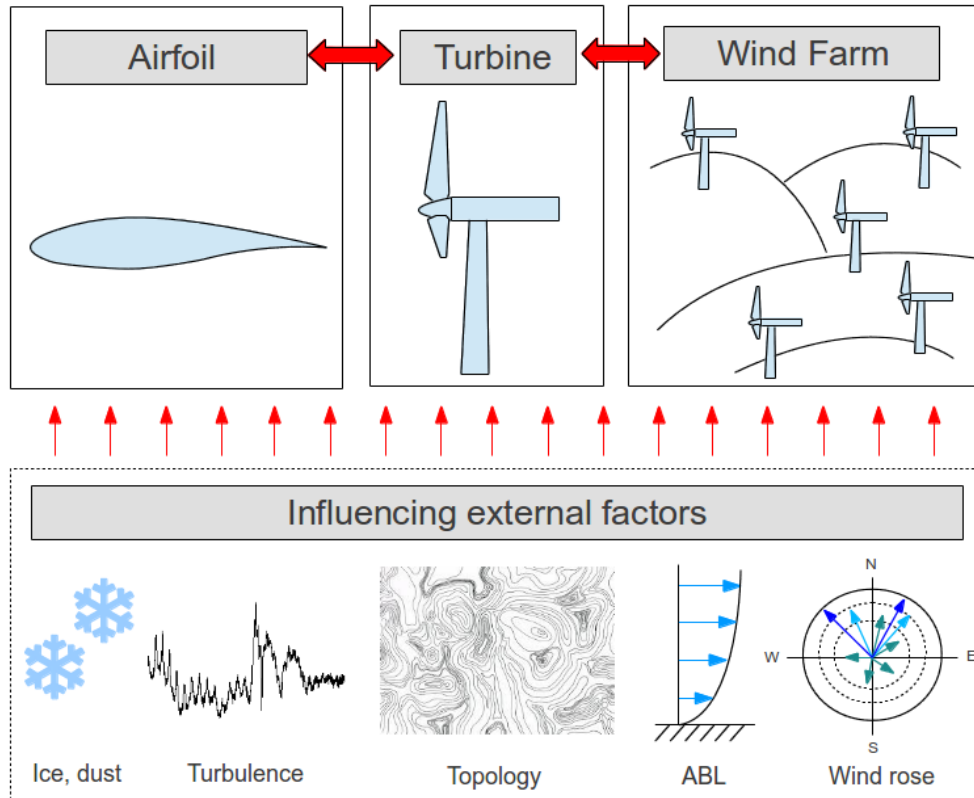 Airfoil
Turbine
Wind Farm
Influencing external factors
N
W
E
S
Ice, dust
Turbulence
Topology
ABL
Wind rose